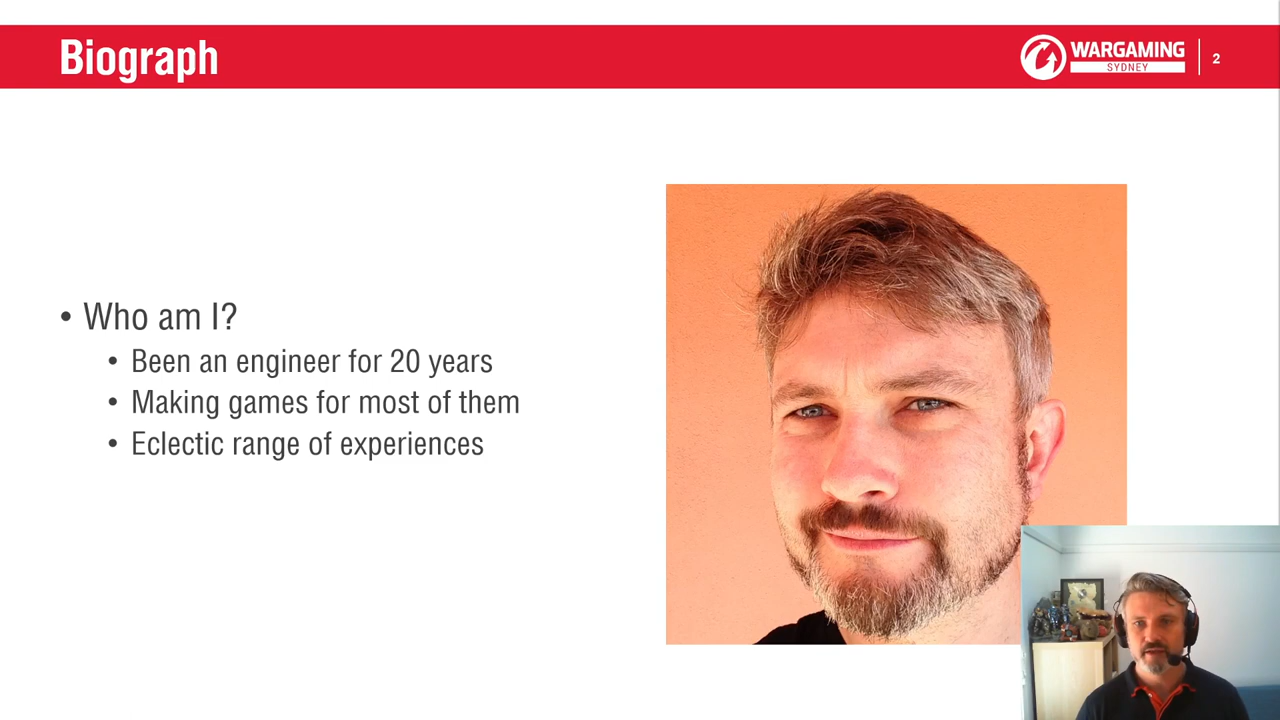 Biograph
WARGAMING
SYDNEY
2
• Who am I?
• Been an engineer for 20 years
• Making games for most of them
• Eclectic range of experiences